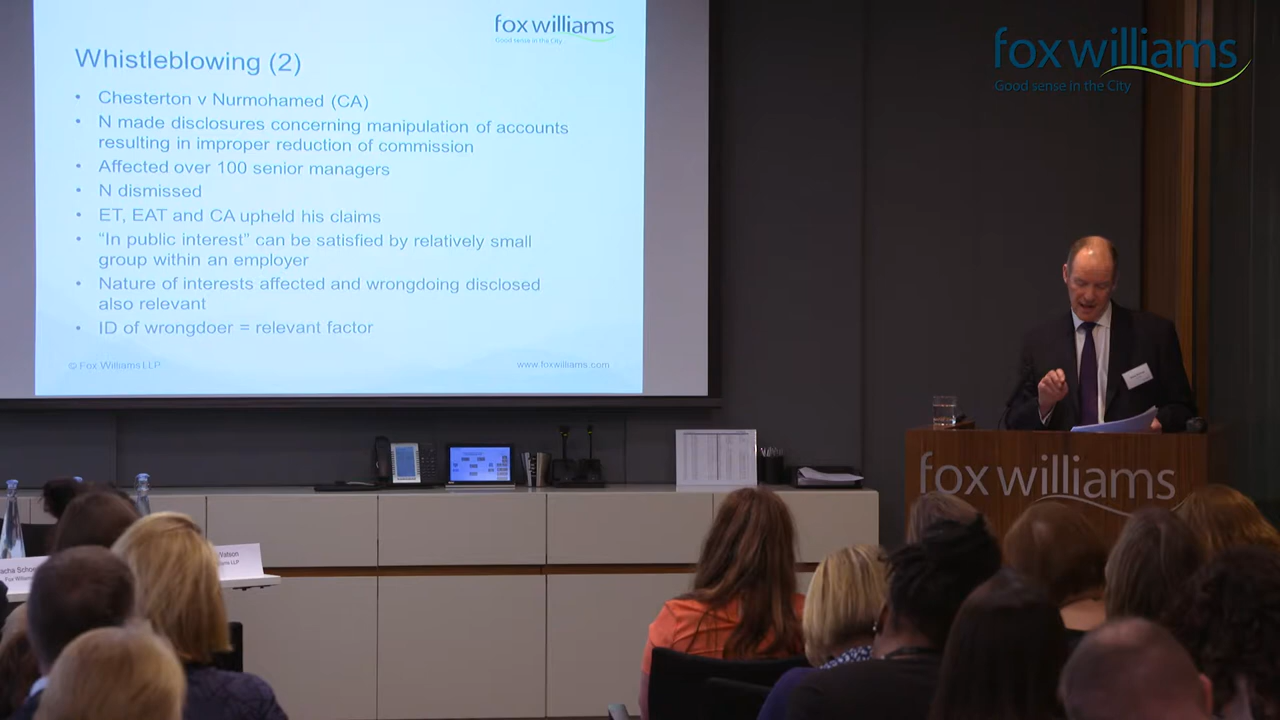 fox williams
Good sense in the City
Whistleblowing (2)
• Chesterton v Nurmohamed (CA)
• N made disclosures concerning manipulation of accounts
resulting in improper reduction of commission
• Affected over 100 senior managers
• N dismissed
• ET, EAT and CA upheld his claims
• “In public interest” can be satisfied by relatively small
group within an employer
• Nature of interests affected and wrongdoing disclosed
also relevant
• ID of wrongdoer = relevant factor
© Fox Williams LLP
www.foxwilliams.com
fox williams
Good sense in the City
fox williams